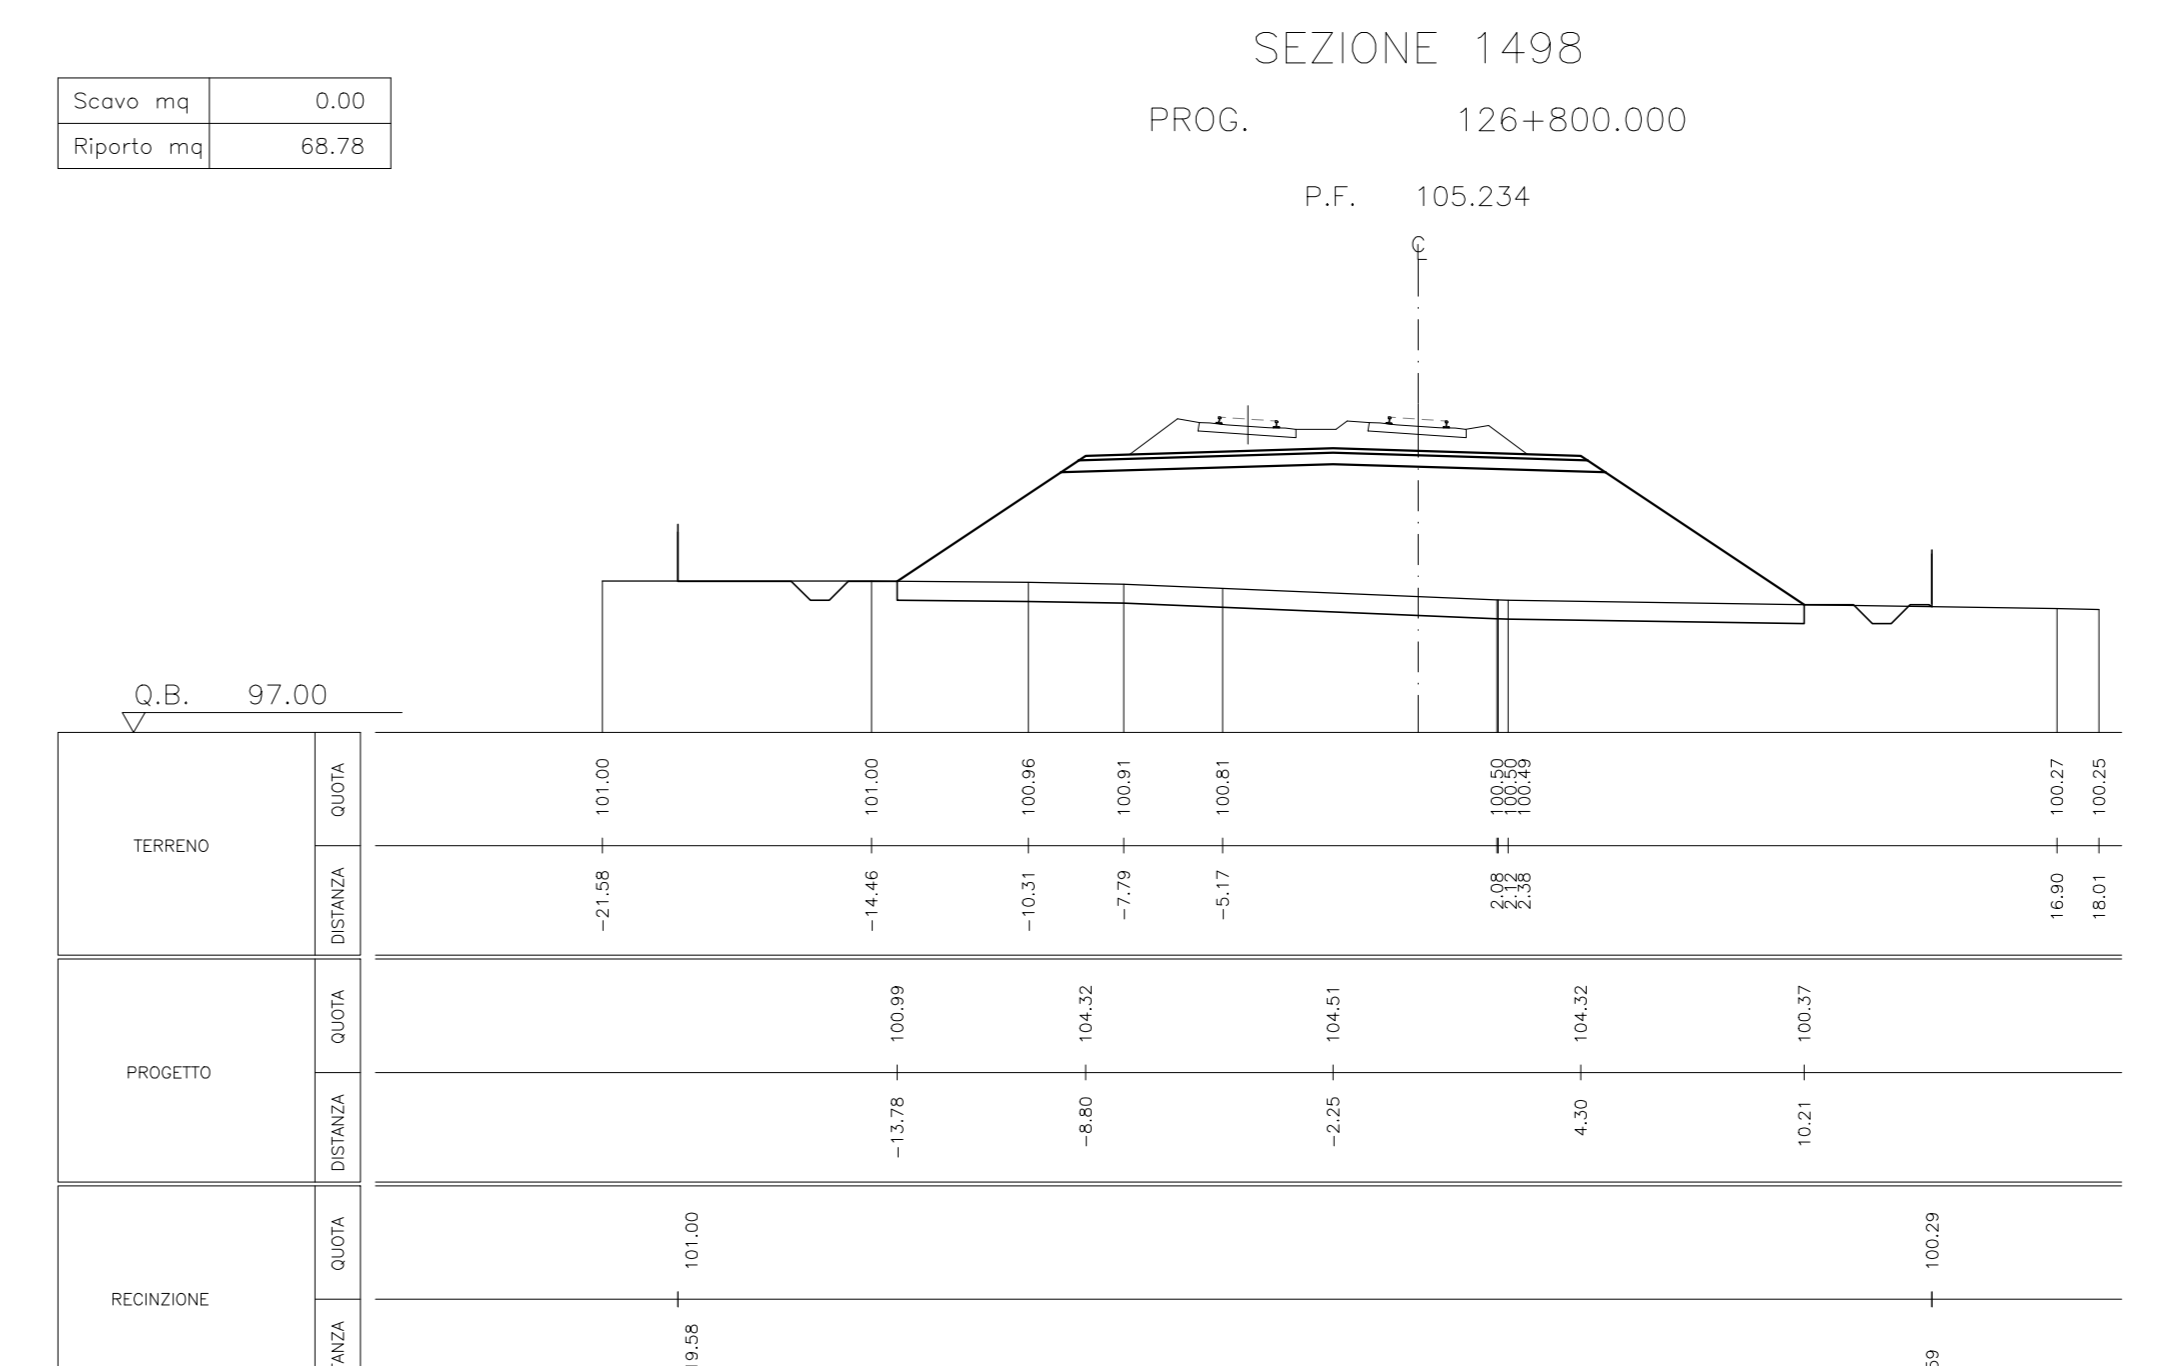 SEZIONE 1498
Scavo mq 0.00
PROG. 126+800.000
Riporto mq 68.78
P.F. 105.234
Q.B. 97.00
TERRENO
QUOTA 101.00 101.00 100.96 100.91 100.81 100.50 100.50 100.49 100.27 100.25
DISTANZA -21.58 -14.46 -10.31 -7.79 -5.17 2.08 2.12 2.38 16.90 18.01
PROGETTO
QUOTA 100.99 104.32 104.51 104.32 100.37
DISTANZA -13.78 -8.80 -2.25 4.30 10.21
RECINZIONE
QUOTA 101.00 100.29